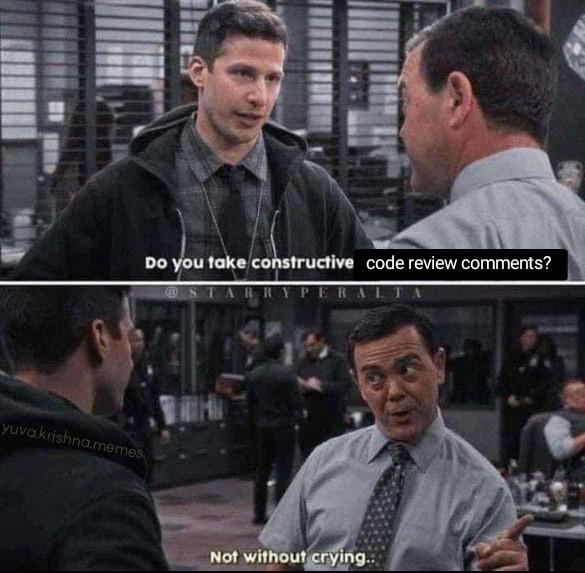 Do you take constructive code review comments?
@STARRYPERALTA
yuva.krishna.memes
Not without crying..